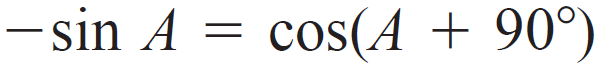 −sin A = cos(A + 90°)